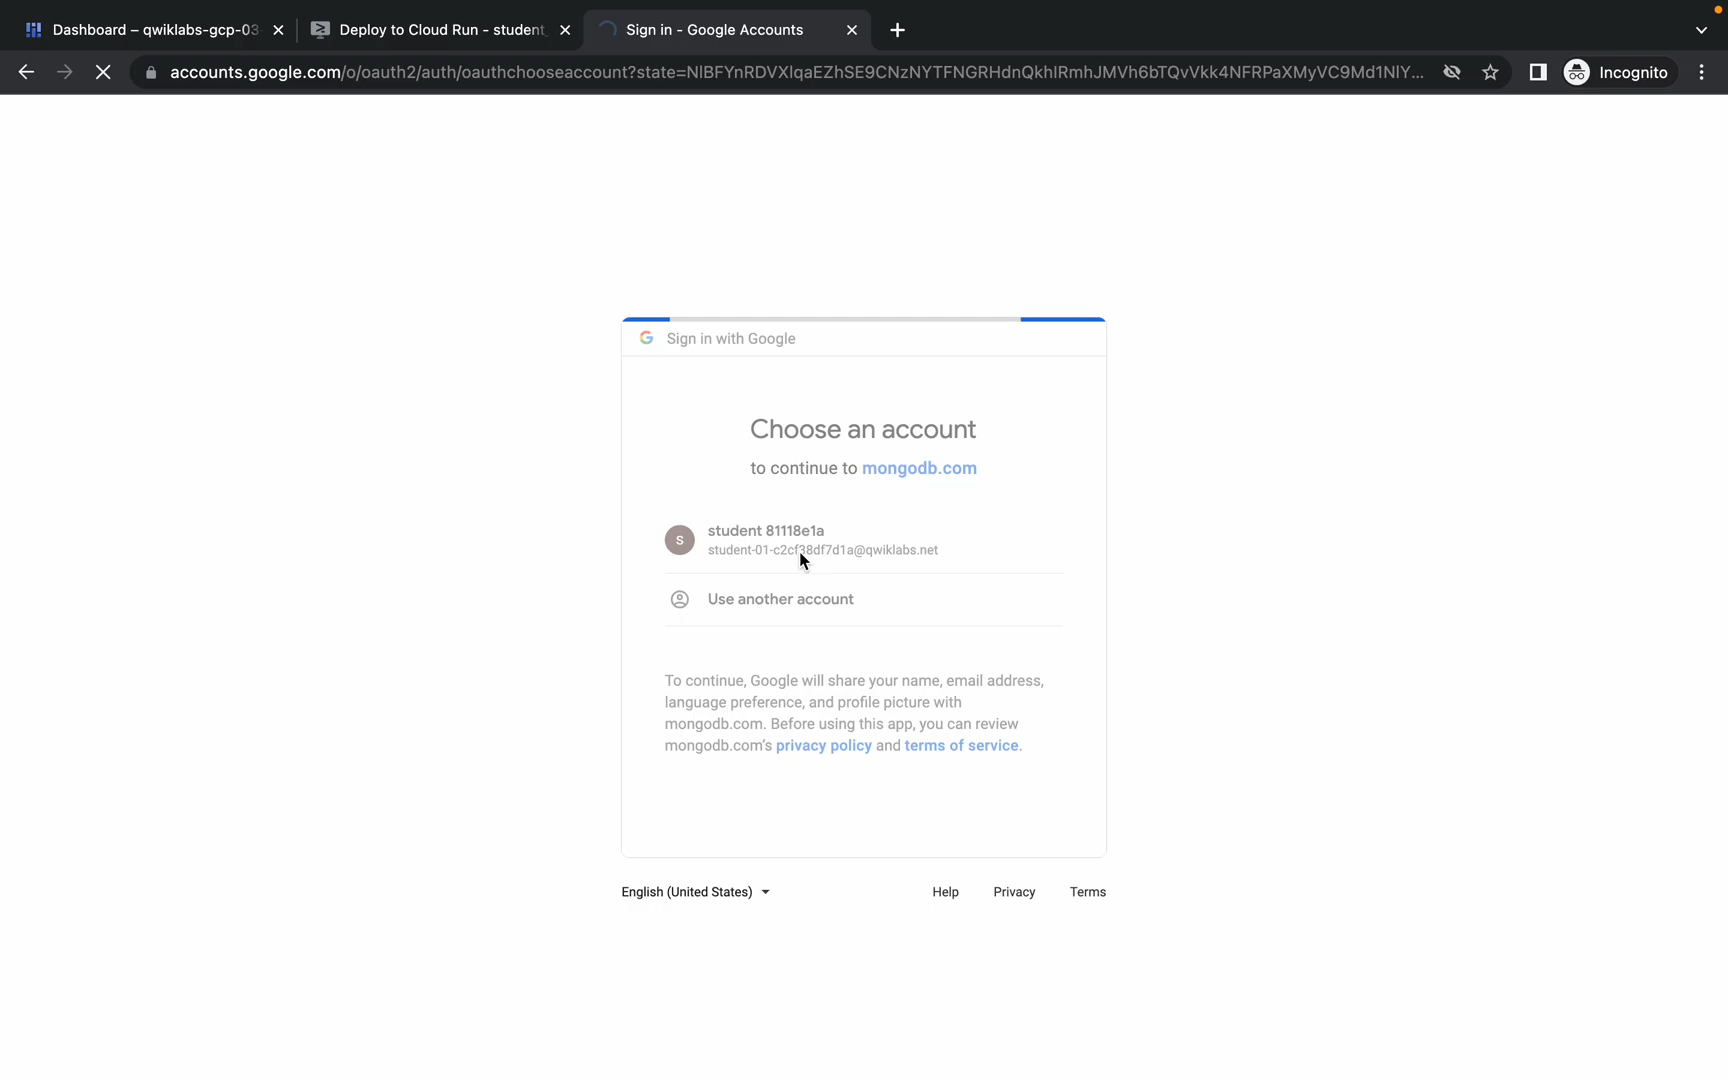 Dashboard – qwiklabs-gcp-03
Deploy to Cloud Run - student_
Sign in - Google Accounts
accounts.google.com/o/oauth2/auth/oauthchooseaccount?state=
Incognito
Sign in with Google
Choose an account
to continue to mongodb.com
S
student 81118e1a
student-01-c2cf38df7d1a@qwiklabs.net
Use another account
To continue, Google will share your name, email address,
language preference, and profile picture with
mongodb.com. Before using this app, you can review
mongodb.com's privacy policy and terms of service.
English (United States)
Help
Privacy
Terms